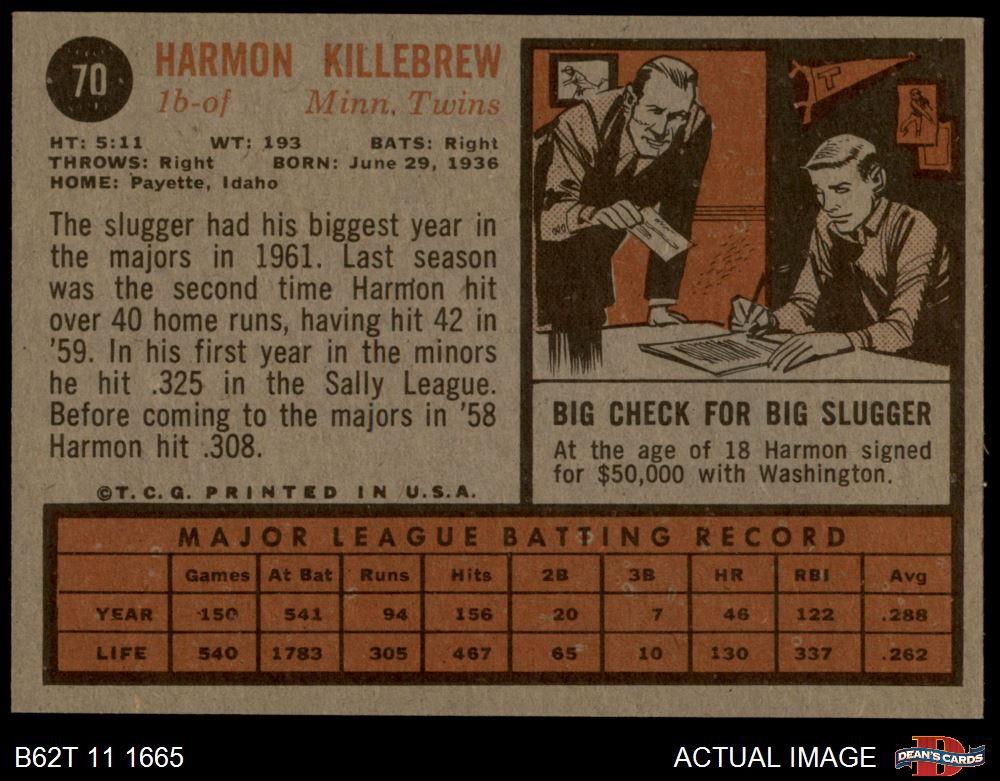 70
HARMON KILLEBREW
1b-of Minn. Twins
HT: 5:11 WT: 193 BATS: Right
THROWS: Right BORN: June 29, 1936
HOME: Payette, Idaho
The slugger had his biggest year in
the majors in 1961. Last season
was the second time Harmon hit
over 40 home runs, having hit 42 in
'59. In his first year in the minors
he hit .325 in the Sally League.
Before coming to the majors in '58
Harmon hit .308.
©T.C.G. PRINTED IN U.S.A.
T
BIG CHECK FOR BIG SLUGGER
At the age of 18 Harmon signed
for $50,000 with Washington.
MAJOR LEAGUE BATTING RECORD
Games At Bat Runs Hits 2B 3B HR RBI Avg
YEAR 150 541 94 156 20 7 46 122 .288
LIFE 540 1783 305 467 65 10 130 337 .262
B62T 11 1665
ACTUAL IMAGE
D
DEAN'S CARDS